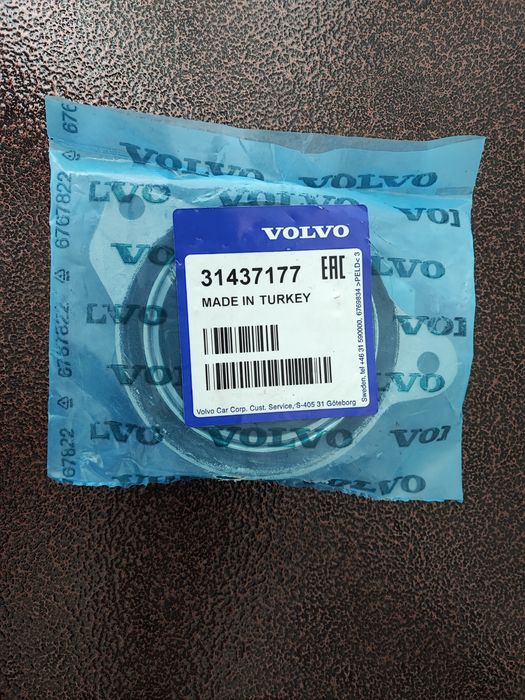 VOLVO
VOLVO
LVO
VOLVO
31437177
EAC
MADE IN TURKEY
Volvo Car Corp. Cust. Service, S-405 31 Göteborg
Sweden, tel +46 31 590000, 6769834 >PELD< 3
6767822
6767822
VOLVO